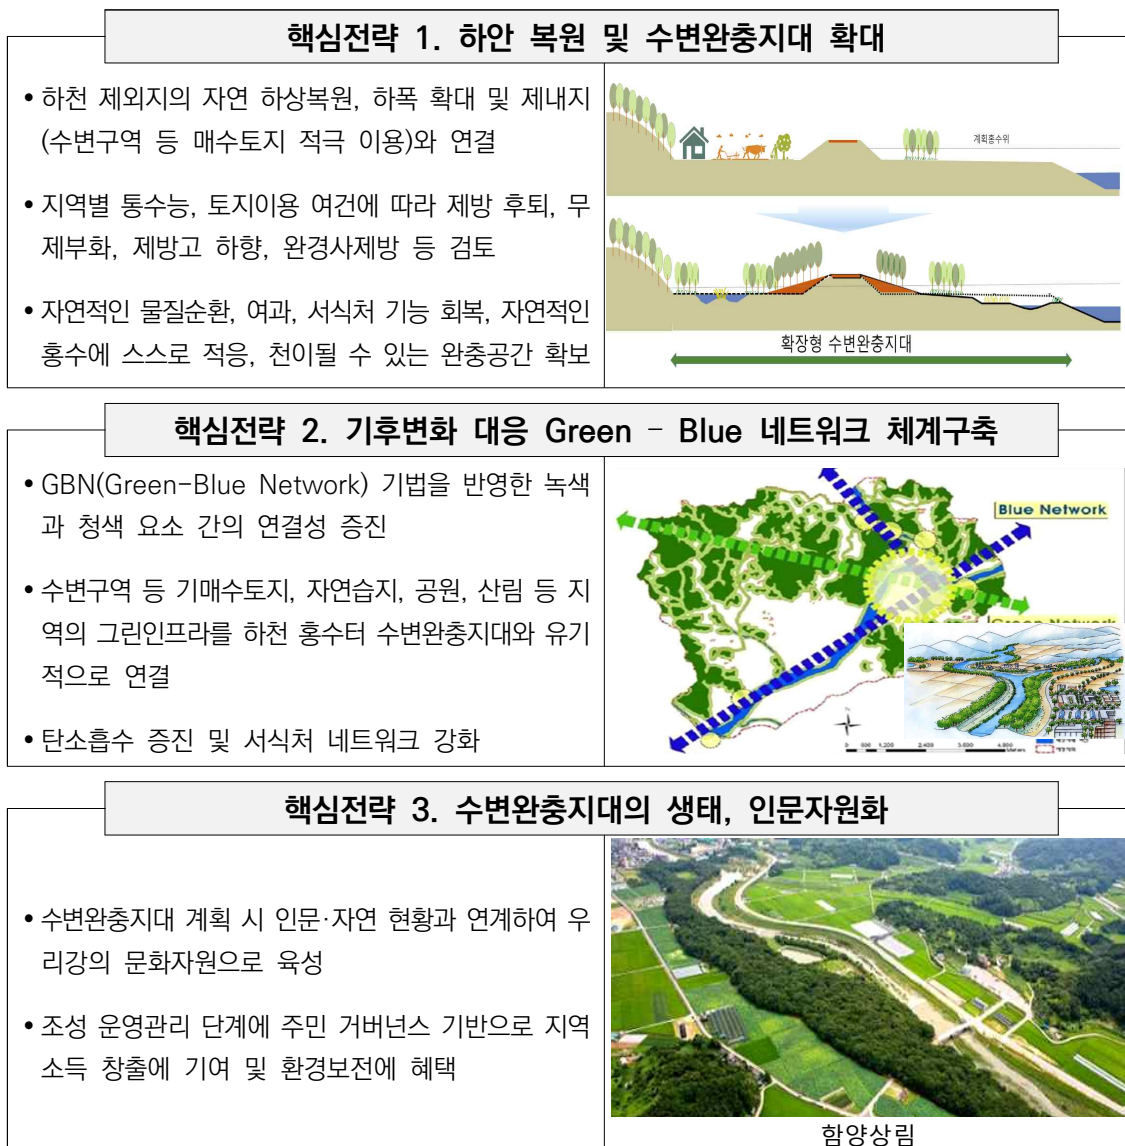 핵심전략 1. 하안 복원 및 수변완충지대 확대
• 하천 제외지의 자연 하상복원, 하폭 확대 및 제내지
(수변구역 등 매수토지 적극 이용)와 연결
• 지역별 통수능, 토지이용 여건에 따라 제방 후퇴, 무
제부화, 제방고 하향, 완경사제방 등 검토
• 자연적인 물질순환, 여과, 서식처 기능 회복, 자연적인
홍수에 스스로 적응, 천이될 수 있는 완충공간 확보
계획홍수위
확장형 수변완충지대
핵심전략 2. 기후변화 대응 Green – Blue 네트워크 체계구축
• GBN(Green-Blue Network) 기법을 반영한 녹색
과 청색 요소 간의 연결성 증진
• 수변구역 등 기매수토지, 자연습지, 공원, 산림 등 지
역의 그린인프라를 하천 홍수터 수변완충지대와 유기
적으로 연결
• 탄소흡수 증진 및 서식처 네트워크 강화
Blue Network
Green Network
핵심전략 3. 수변완충지대의 생태, 인문자원화
• 수변완충지대 계획 시 인문·자연 현황과 연계하여 우
리강의 문화자원으로 육성
• 조성 운영관리 단계에 주민 거버넌스 기반으로 지역
소득 창출에 기여 및 환경보전에 혜택
함양상림